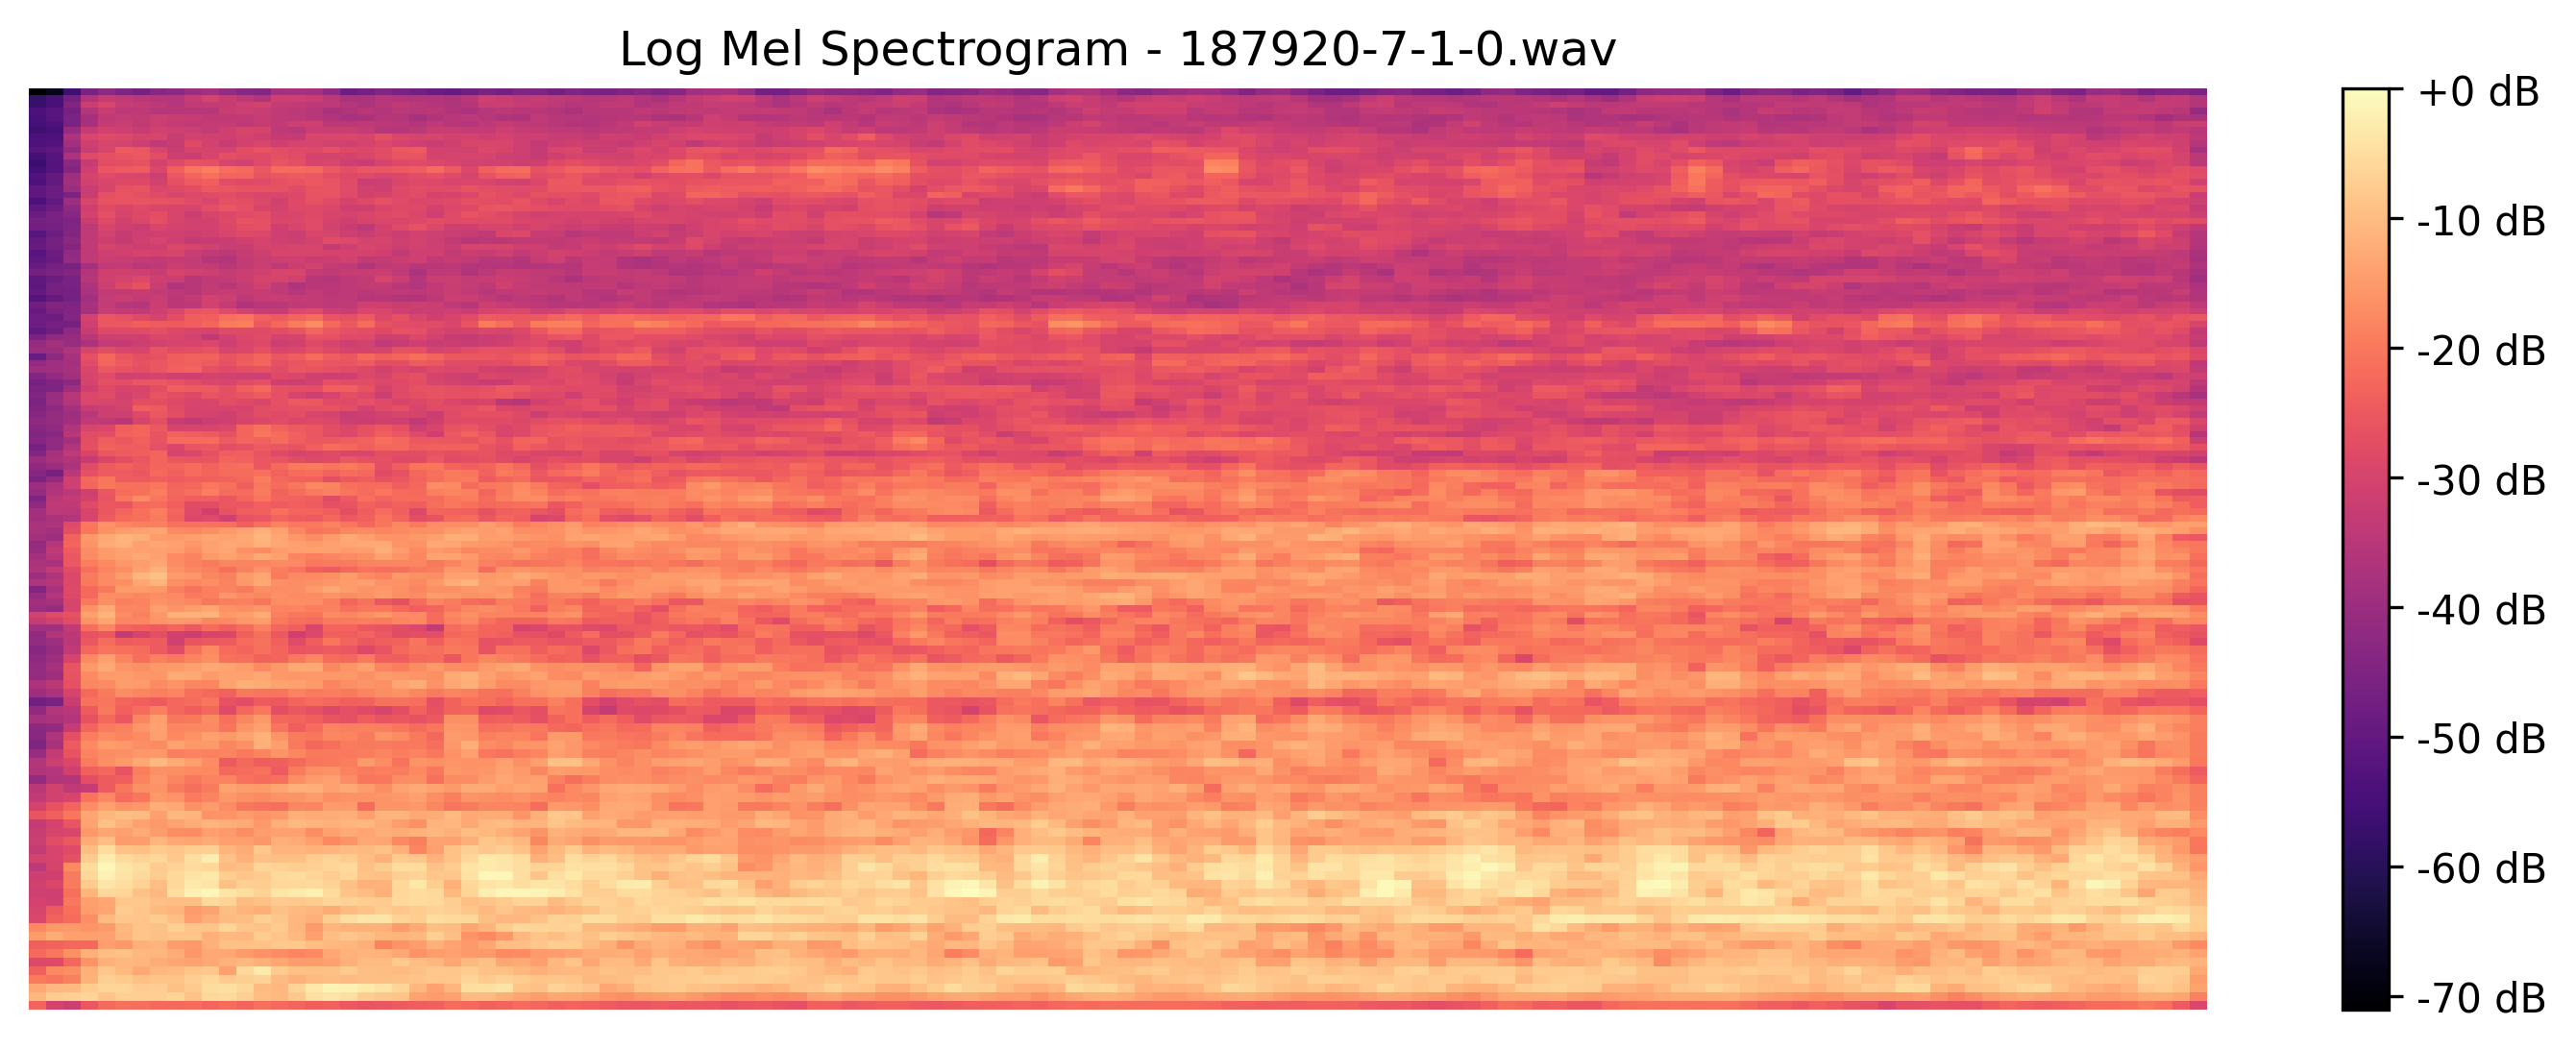 Log Mel Spectrogram - 187920-7-1-0.wav
+0 dB
-10 dB
-20 dB
-30 dB
-40 dB
-50 dB
-60 dB
-70 dB